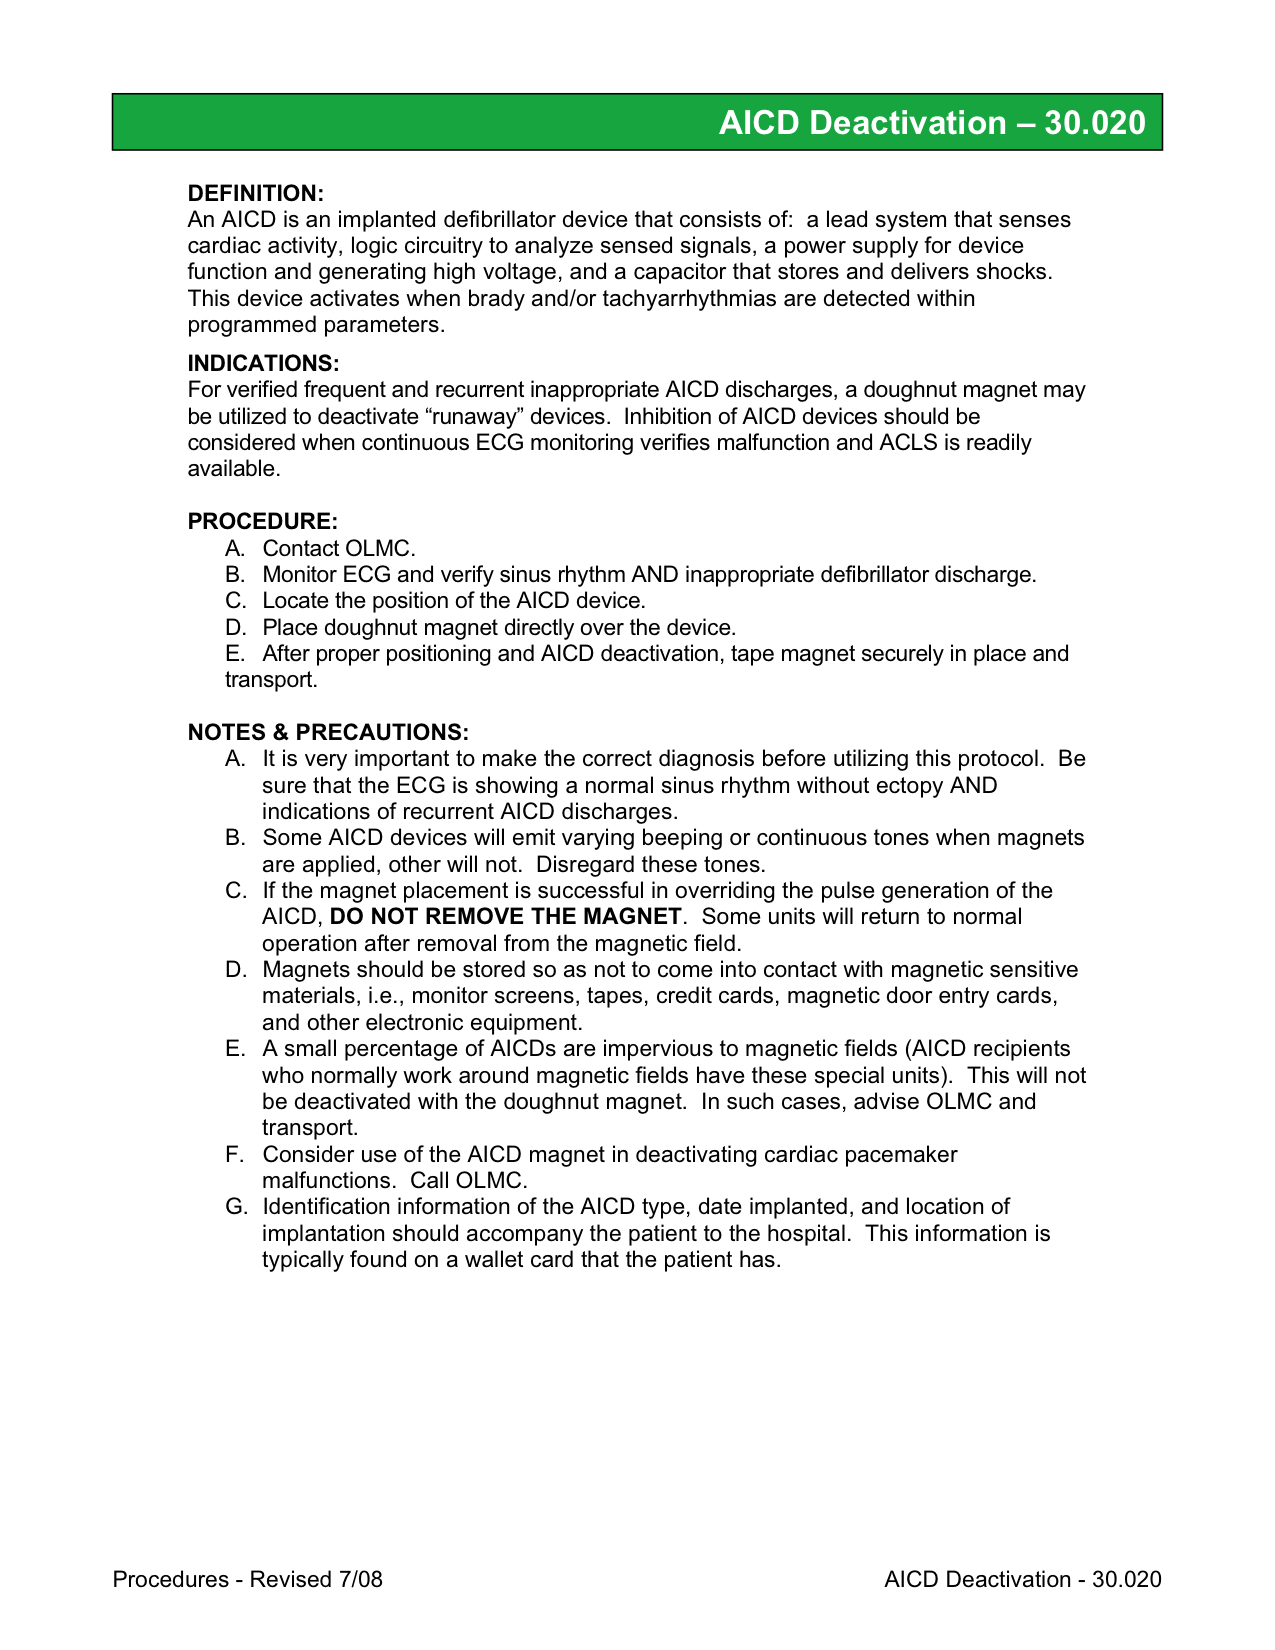 AICD Deactivation – 30.020
DEFINITION:
An AICD is an implanted defibrillator device that consists of:  a lead system that senses
cardiac activity, logic circuitry to analyze sensed signals, a power supply for device
function and generating high voltage, and a capacitor that stores and delivers shocks.
This device activates when brady and/or tachyarrhythmias are detected within
programmed parameters.
INDICATIONS:
For verified frequent and recurrent inappropriate AICD discharges, a doughnut magnet may
be utilized to deactivate “runaway” devices.  Inhibition of AICD devices should be
considered when continuous ECG monitoring verifies malfunction and ACLS is readily
available.
PROCEDURE:
A. Contact OLMC.
B. Monitor ECG and verify sinus rhythm AND inappropriate defibrillator discharge.
C. Locate the position of the AICD device.
D. Place doughnut magnet directly over the device.
E. After proper positioning and AICD deactivation, tape magnet securely in place and
transport.
NOTES & PRECAUTIONS:
A. It is very important to make the correct diagnosis before utilizing this protocol.  Be
sure that the ECG is showing a normal sinus rhythm without ectopy AND
indications of recurrent AICD discharges.
B. Some AICD devices will emit varying beeping or continuous tones when magnets
are applied, other will not.  Disregard these tones.
C. If the magnet placement is successful in overriding the pulse generation of the
AICD, DO NOT REMOVE THE MAGNET.  Some units will return to normal
operation after removal from the magnetic field.
D. Magnets should be stored so as not to come into contact with magnetic sensitive
materials, i.e., monitor screens, tapes, credit cards, magnetic door entry cards,
and other electronic equipment.
E. A small percentage of AICDs are impervious to magnetic fields (AICD recipients
who normally work around magnetic fields have these special units).  This will not
be deactivated with the doughnut magnet.  In such cases, advise OLMC and
transport.
F. Consider use of the AICD magnet in deactivating cardiac pacemaker
malfunctions.  Call OLMC.
G. Identification information of the AICD type, date implanted, and location of
implantation should accompany the patient to the hospital.  This information is
typically found on a wallet card that the patient has.
Procedures - Revised 7/08 AICD Deactivation - 30.020